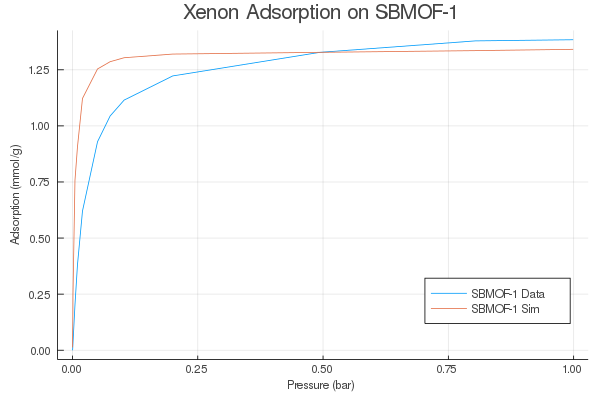 Xenon Adsorption on SBMOF-1
Adsorption (mmol/g)
1.25
1.00
0.75
0.50
0.25
0.00
SBMOF-1 Data
SBMOF-1 Sim
0.00 0.25 0.50 0.75 1.00
Pressure (bar)